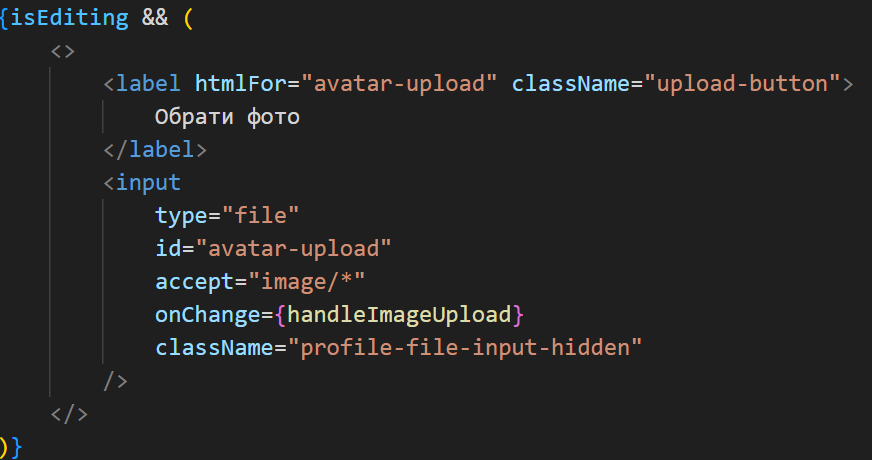 {isEditing && (
<>
<label htmlFor="avatar-upload" className="upload-button">
Обрати фото
</label>
<input
type="file"
id="avatar-upload"
accept="image/*"
onChange={handleImageUpload}
className="profile-file-input-hidden"
/>
</>
)}